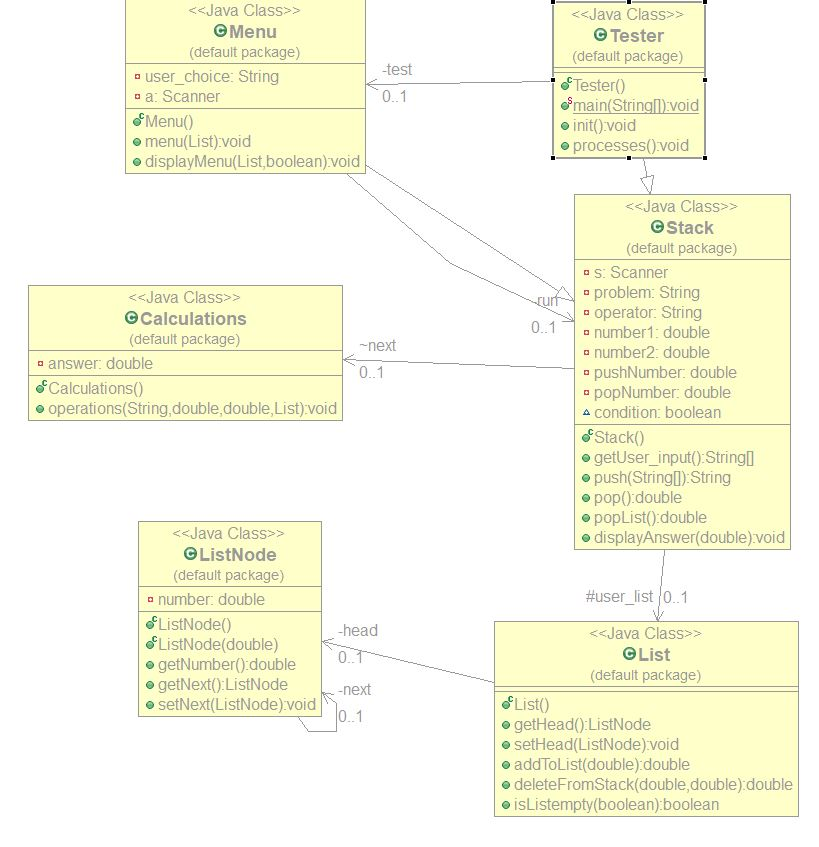 <<Java Class>>
Menu
(default package)
user_choice: String
a: Scanner
Menu()
menu(List):void
displayMenu(List,boolean):void
-test
0..1
<<Java Class>>
Tester
(default package)
Tester()
main(String[]):void
init():void
processes():void
<<Java Class>>
Stack
(default package)
s: Scanner
problem: String
operator: String
number1: double
number2: double
pushNumber: double
popNumber: double
condition: boolean
Stack()
getUser_input():String[]
push(String[]):String
pop():double
popList():double
displayAnswer(double):void
-run
0..1
<<Java Class>>
Calculations
(default package)
answer: double
Calculations()
operations(String,double,double,List):void
~next
0..1
<<Java Class>>
ListNode
(default package)
number: double
ListNode()
ListNode(double)
getNumber():double
getNext():ListNode
setNext(ListNode):void
-head
0..1
-next
0..1
#user_list
0..1
<<Java Class>>
List
(default package)
List()
getHead():ListNode
setHead(ListNode):void
addToList(double):double
deleteFromStack(double,double):double
isListempty(boolean):boolean